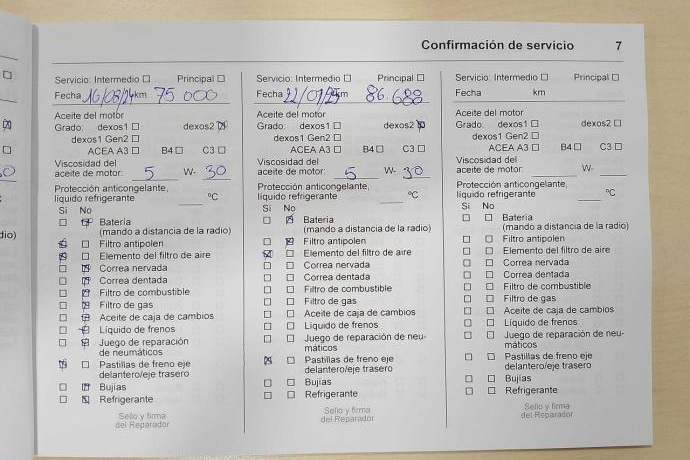 Confirmación de servicio 7
Servicio: Intermedio ☐ Principal ☐
Fecha 16/08/24 km 75 000
Aceite del motor
Grado: dexos1 ☐ dexos2 ☒
dexos1 Gen2 ☐
ACEA A3 ☐ B4 ☐ C3 ☐
Viscosidad del
aceite de motor: 5 W- 30
Protección anticongelante,
líquido refrigerante °C
Sí No
☐ ☒ Batería
(mando a distancia de la radio)
☒ ☐ Filtro antipolen
☒ ☐ Elemento del filtro de aire
☐ ☒ Correa nervada
☐ ☒ Correa dentada
☐ ☒ Filtro de combustible
☐ ☒ Filtro de gas
☐ ☒ Aceite de caja de cambios
☐ ☒ Líquido de frenos
☐ ☒ Juego de reparación
de neumáticos
☒ ☐ Pastillas de freno eje
delantero/eje trasero
☐ ☒ Bujías
☐ ☒ Refrigerante
Sello y firma
del Reparador
Servicio: Intermedio ☐ Principal ☐
Fecha 22/01/25 km 86.688
Aceite del motor
Grado: dexos1 ☐ dexos2 ☒
dexos1 Gen2 ☐
ACEA A3 ☐ B4 ☐ C3 ☐
Viscosidad del
aceite de motor: 5 W- 30
Protección anticongelante,
líquido refrigerante °C
Sí No
☐ ☒ Batería
(mando a distancia de la radio)
☐ ☒ Filtro antipolen
☒ ☐ Elemento del filtro de aire
☐ ☐ Correa nervada
☐ ☐ Correa dentada
☐ ☐ Filtro de combustible
☐ ☐ Filtro de gas
☐ ☐ Aceite de caja de cambios
☐ ☐ Líquido de frenos
☐ ☐ Juego de reparación de neu-
máticos
☒ ☐ Pastillas de freno eje
delantero/eje trasero
☐ ☐ Bujías
☐ ☐ Refrigerante
Sello y firma
del Reparador
Servicio: Intermedio ☐ Principal ☐
Fecha km
Aceite del motor
Grado: dexos1 ☐ dexos2 ☐
dexos1 Gen2 ☐
ACEA A3 ☐ B4 ☐ C3 ☐
Viscosidad del
aceite de motor: W-
Protección anticongelante,
líquido refrigerante °C
Sí No
☐ ☐ Batería
(mando a distancia de la radio)
☐ ☐ Filtro antipolen
☐ ☐ Elemento del filtro de aire
☐ ☐ Correa nervada
☐ ☐ Correa dentada
☐ ☐ Filtro de combustible
☐ ☐ Filtro de gas
☐ ☐ Aceite de caja de cambios
☐ ☐ Líquido de frenos
☐ ☐ Juego de reparación de neu-
máticos
☐ ☐ Pastillas de freno eje
delantero/eje trasero
☐ ☐ Bujías
☐ ☐ Refrigerante
Sello y firma
del Reparador